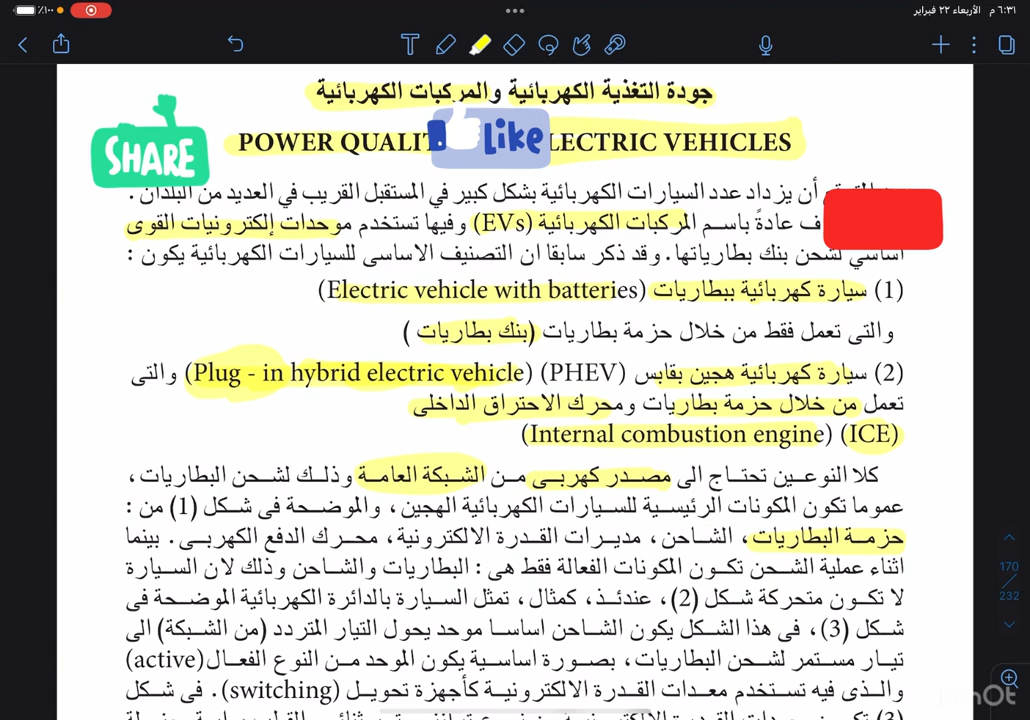 ٪١٠٠
٦:٣١ م الأربعاء ٢٢ فبراير
جودة التغذية الكهربائية والمركبات الكهربائية
SHARE
POWER QUALIT
Like
LECTRIC VEHICLES
أن يزداد عدد السيارات الكهربائية بشكل كبير في المستقبل القريب في العديد من البلدان .
عادةً باسم المركبات الكهربائية (EVs) وفيها تستخدم موحدات إلكترونيات القوى
اساسي لشحن بنك بطارياتها. وقد ذكر سابقا ان التصنيف الاساسى للسيارات الكهربائية يكون :
(1) سيارة كهربائية ببطاريات (Electric vehicle with batteries)
والتى تعمل فقط من خلال حزمة بطاريات (بنك بطاريات )
(2) سيارة كهربائية هجين بقابس (PHEV) (Plug - in hybrid electric vehicle) والتى
تعمل من خلال حزمة بطاريات ومحرك الاحتراق الداخلى
(Internal combustion engine) (ICE)
كلا النوعين تحتاج الى مصدر كهربى من الشبكة العامة وذلك لشحن البطاريات ،
عموما تكون المكونات الرئيسية للسيارات الكهربائية الهجين، والموضحة فى شكل (1) من :
حزمة البطاريات، الشاحن، مديرات القدرة الالكترونية، محرك الدفع الكهربى . بينما
اثناء عملية الشحن تكون المكونات الفعالة فقط هى : البطاريات والشاحن وذلك لان السيارة
لا تكون متحركة شكل (2)، عندئذ، كمثال، تمثل السيارة بالدائرة الكهربائية الموضحة فى
شكل (3)، فى هذا الشكل يكون الشاحن اساسا موحد يحول التيار المتردد (من الشبكة) الى
تيار مستمر لشحن البطاريات، بصورة اساسية يكون الموحد من النوع الفعال (active)
والذى فيه تستخدم معدات القدرة الالكترونية كأجهزة تحويل (switching). فى شكل
170
232